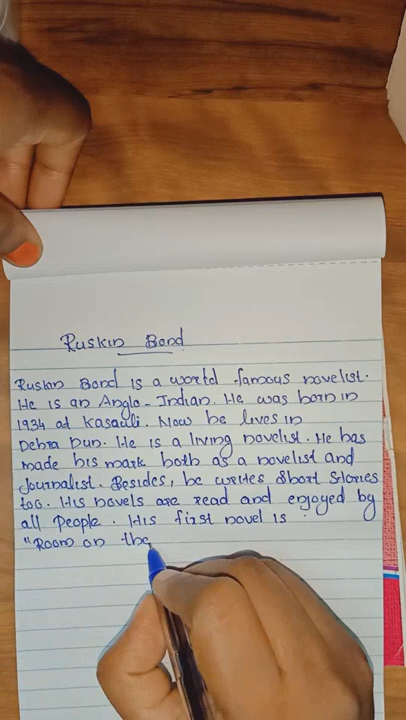 Ruskin Bond
Ruskin Bond is a world famous novelist.
He is an Anglo-Indian. He was born in
1934 at Kasauli. Now he lives in
Dehra Dun. He is a living novelist. He has
made his mark both as a novelist and
Journalist. Besides, he writes short stories
too. His novels are read and enjoyed by
all people. His first novel is
"Room on the